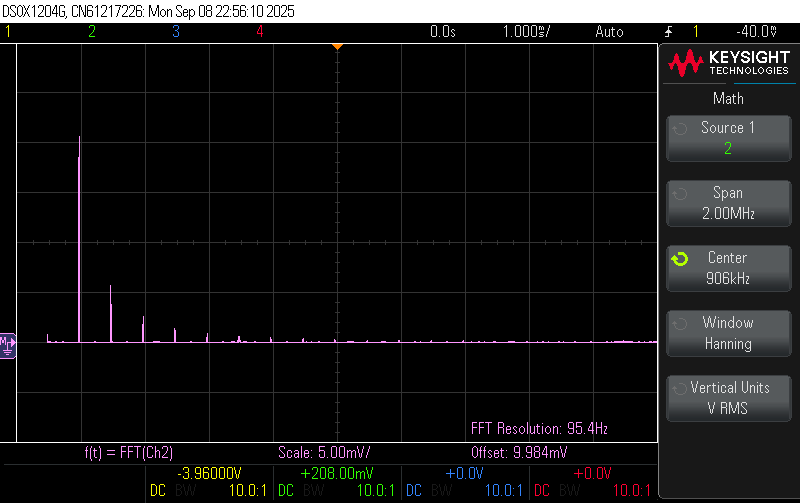 DSOX1204G, CN61217226: Mon Sep 08 22:56:10 2025
1 2 3 4 0.0s 1.000s/ Auto 1 -40.0V
KEYSIGHT
TECHNOLOGIES
Math
Source 1
2
Span
2.00MHz
Center
906kHz
Window
Hanning
Vertical Units
V RMS
M
FFT Resolution: 95.4Hz
f(t) = FFT(Ch2) Scale: 5.00mV/ Offset: 9.984mV
-3.96000V +208.00mV +0.0V +0.0V
DC BW 10.0:1 DC BW 10.0:1 DC BW 10.0:1 DC BW 10.0:1